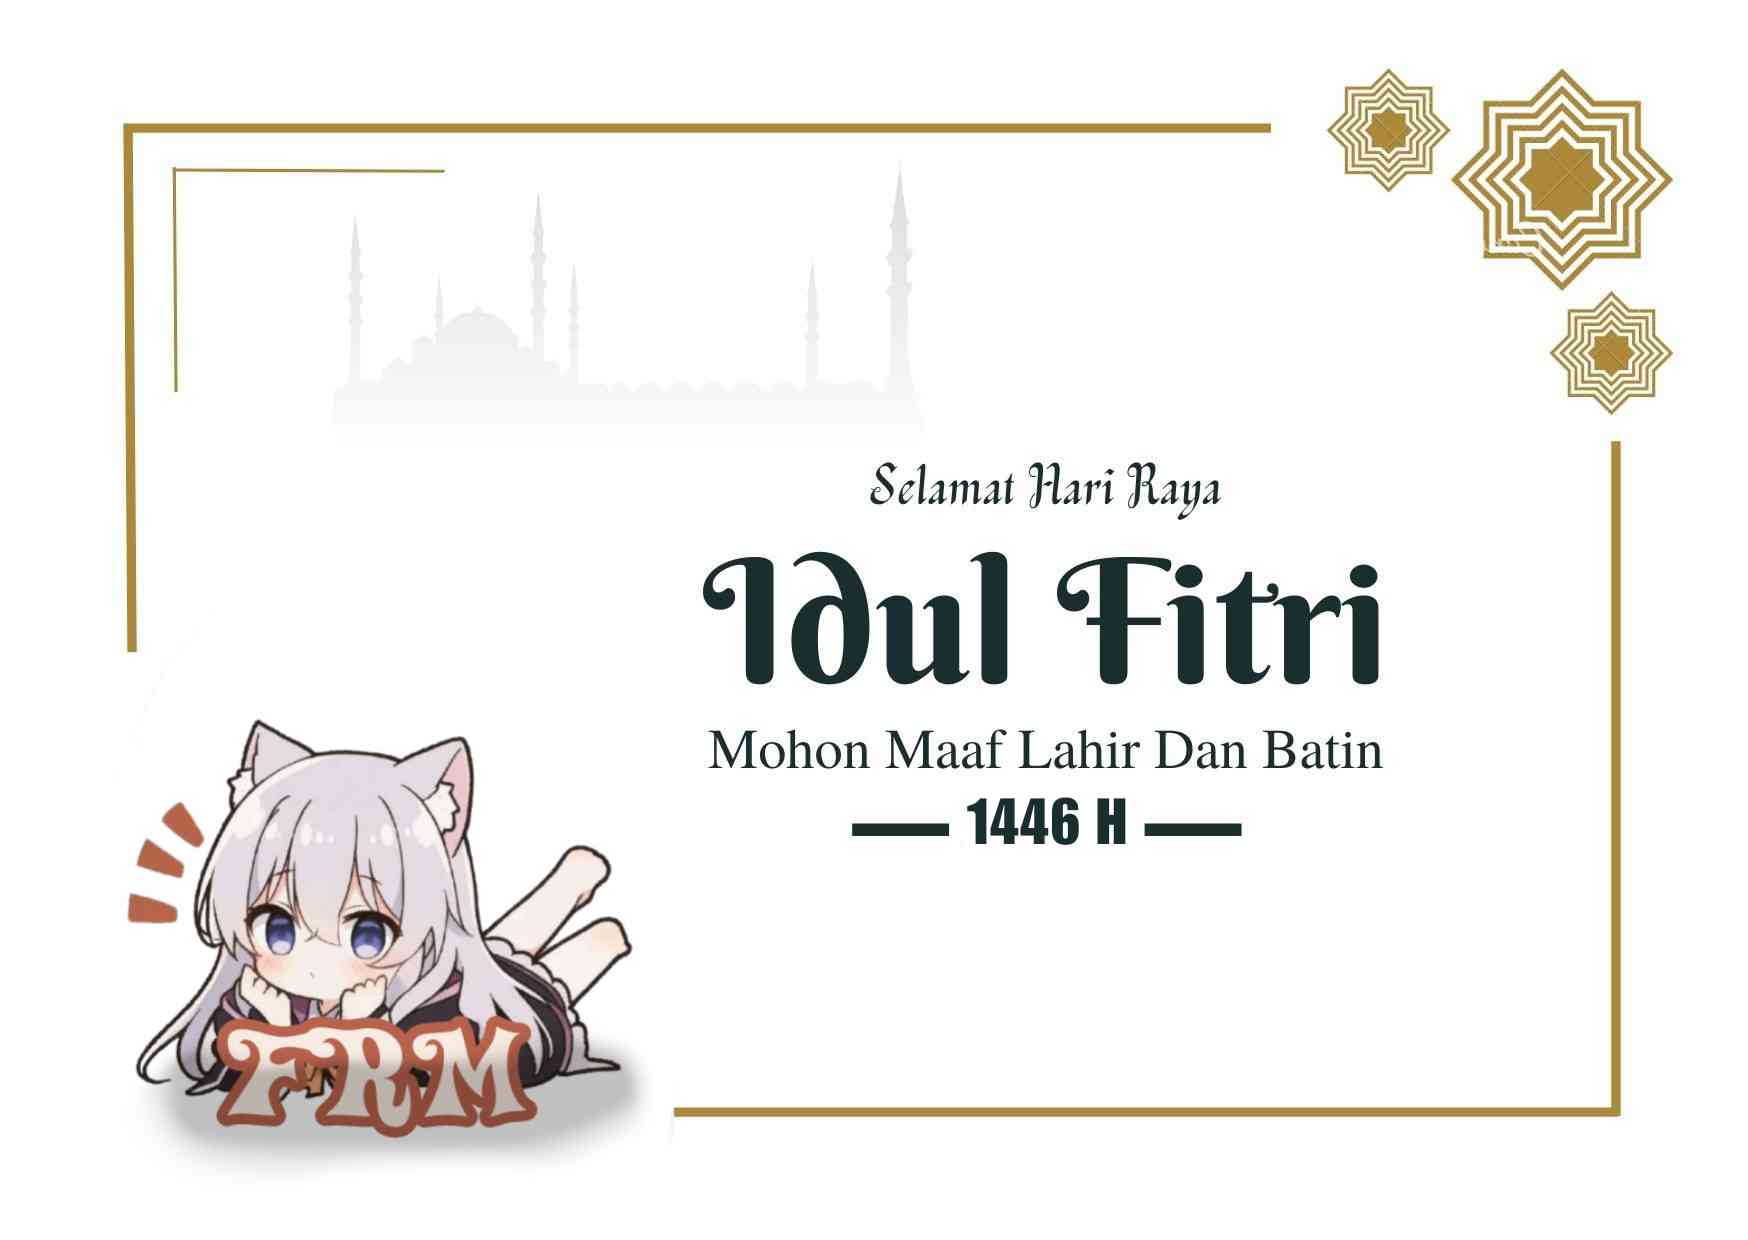 Selamat Hari Raya
Idul Fitri
Mohon Maaf Lahir Dan Batin
1446 H
FRM